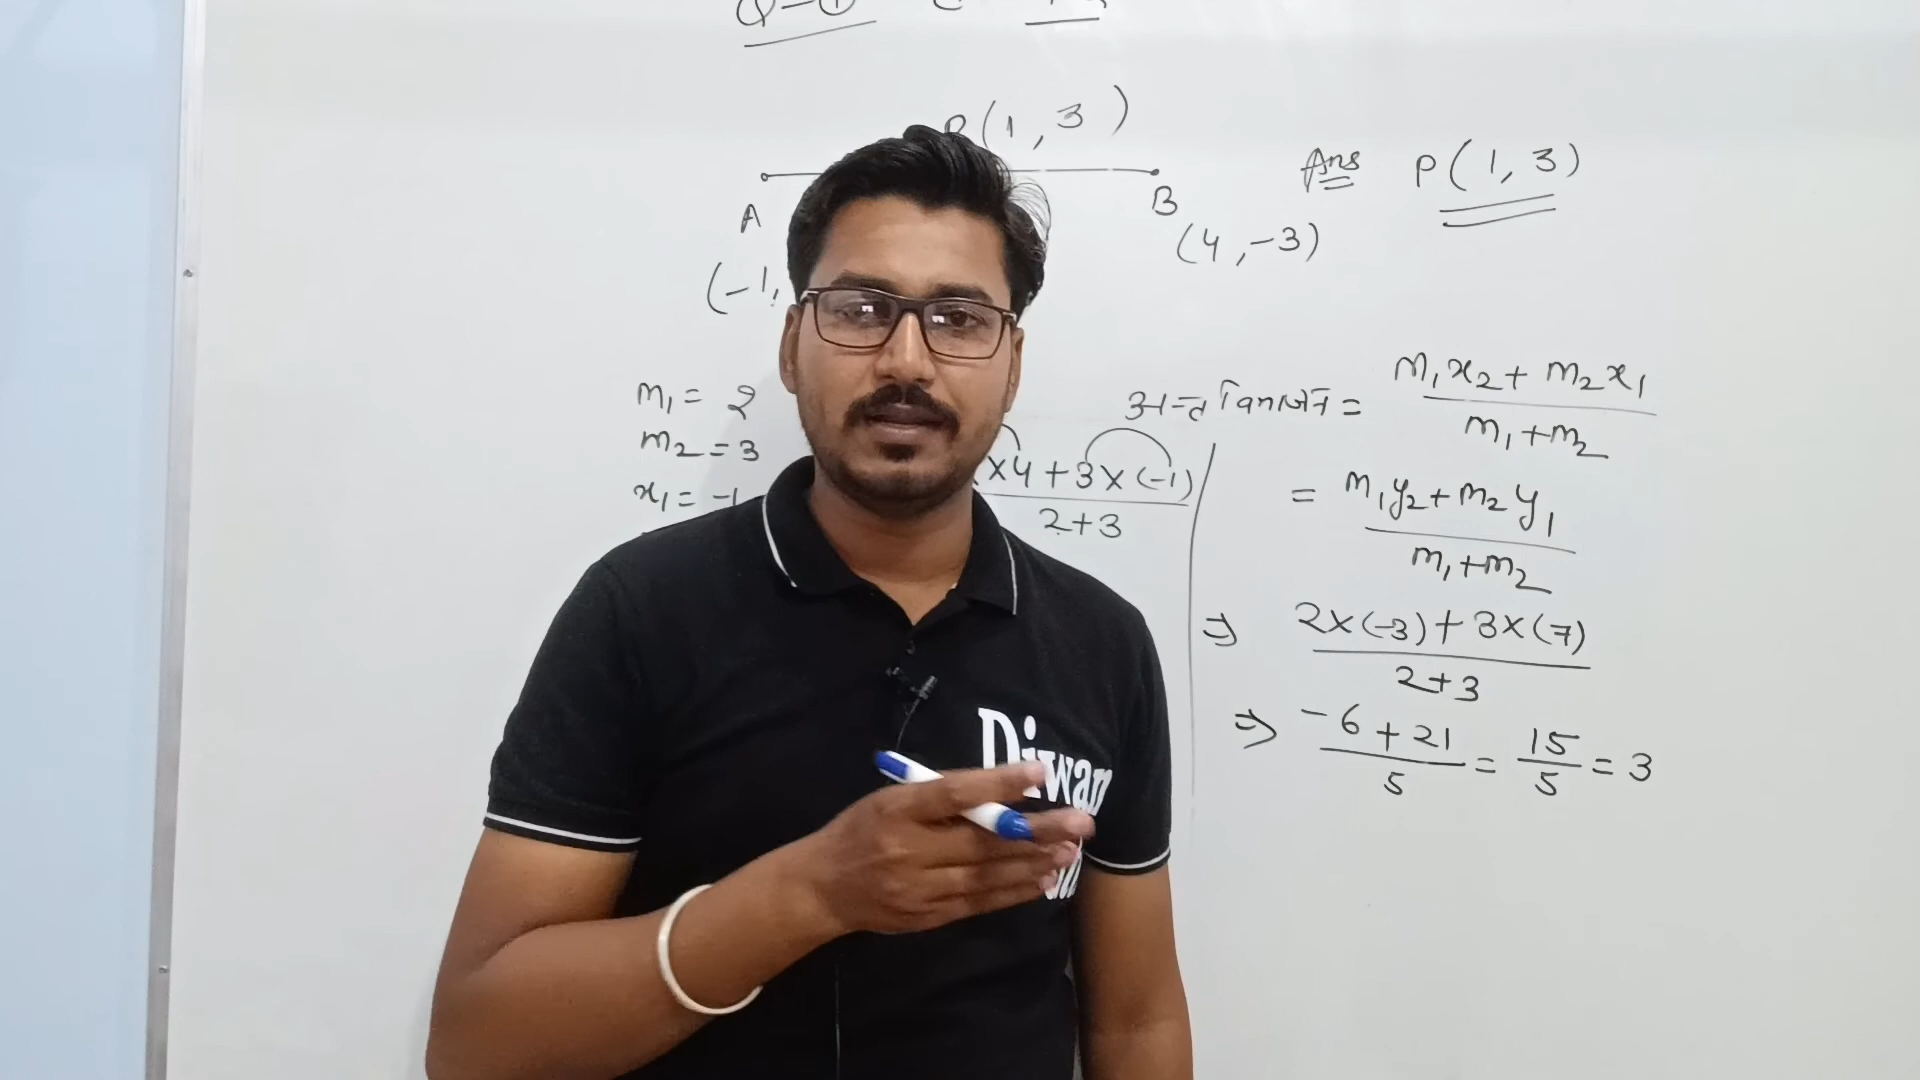 Q-①
P(1, 3)
A
B
(-1,
(4, -3)
Ans P(1, 3)
m₁ = 2
m₂ = 3
x₁ = -1
x4 + 3x(-1)
2+3
= m₁x₂ + m₂x₁
m₁+m₂
= m₁y₂ + m₂y₁
m₁+m₂
⇒ 2x(-3) + 3x(7)
2+3
⇒ -6 + 21 = 15 = 3
5 5
Diwan